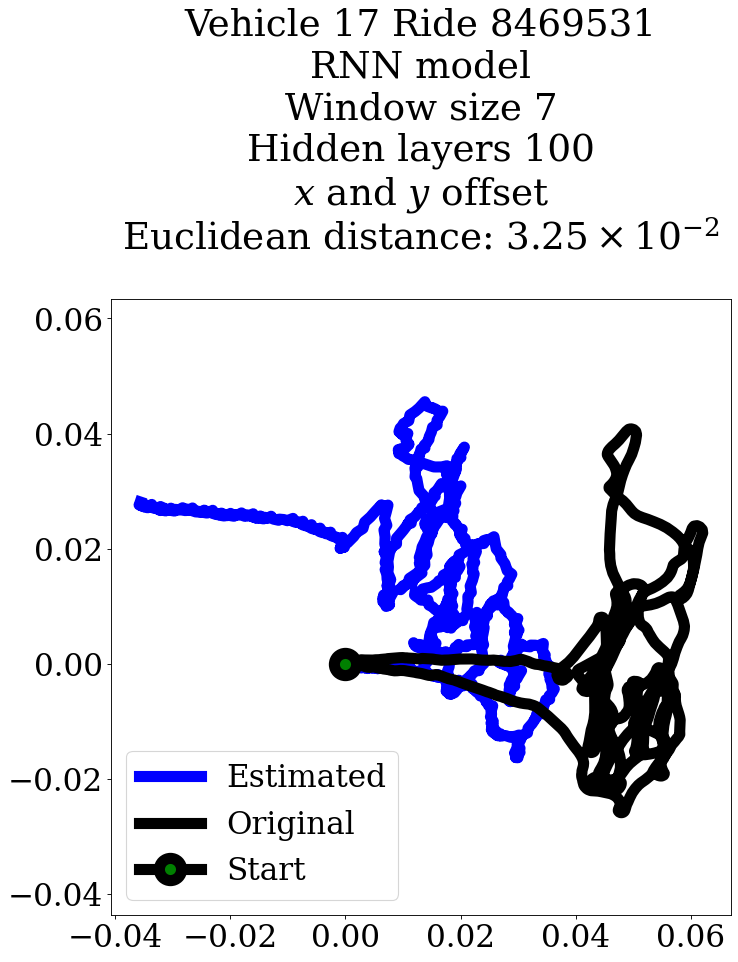 Vehicle 17 Ride 8469531
RNN model
Window size 7
Hidden layers 100
x and y offset
Euclidean distance: 3.25 × 10⁻²
0.06
0.04
0.02
0.00
−0.02
−0.04
Estimated
Original
Start
−0.04 −0.02 0.00 0.02 0.04 0.06